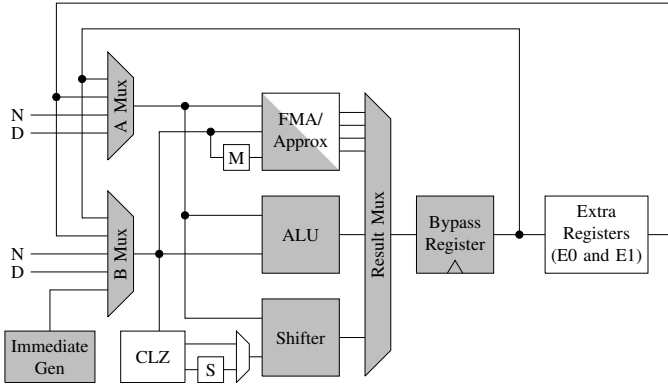 N
D
A Mux
FMA/
Approx
M
N
D
B Mux
ALU
Result Mux
Bypass
Register
Extra
Registers
(E0 and E1)
Immediate
Gen
CLZ
S
Shifter